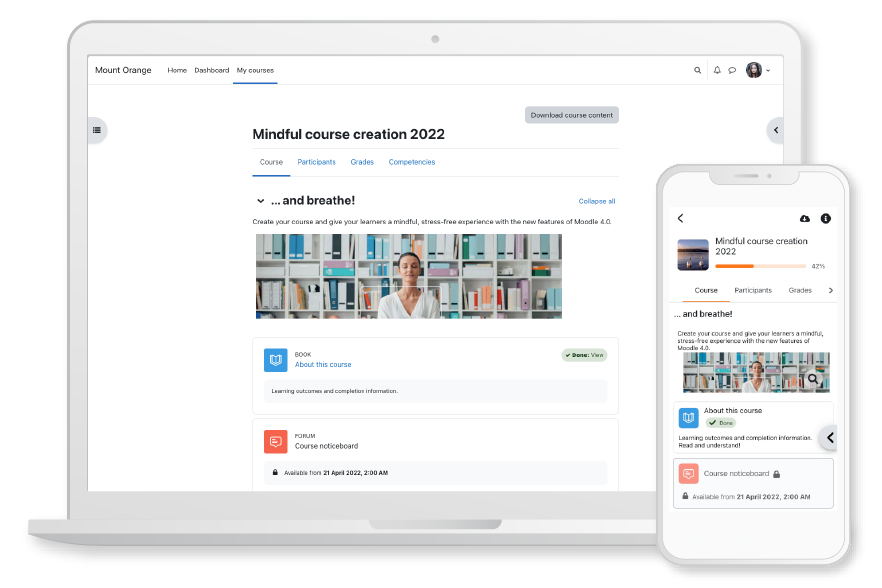 Mount Orange
Home Dashboard My courses
Download course content
Mindful course creation 2022
Course Participants Grades Competencies
... and breathe!
Collapse all
Create your course and give your learners a mindful, stress-free experience with the new features of Moodle 4.0.
BOOK
About this course
Done: View
Learning outcomes and completion information.
FORUM
Course noticeboard
Available from 21 April 2022, 2:00 AM
Mindful course creation
2022
42%
Course Participants Grades
... and breathe!
Create your course and give your learners a mindful,
stress-free experience with the new features of
Moodle 4.0.
About this course
Done
Learning outcomes and completion information.
Read and understand!
Course noticeboard
Available from 21 April 2022, 2:00 AM